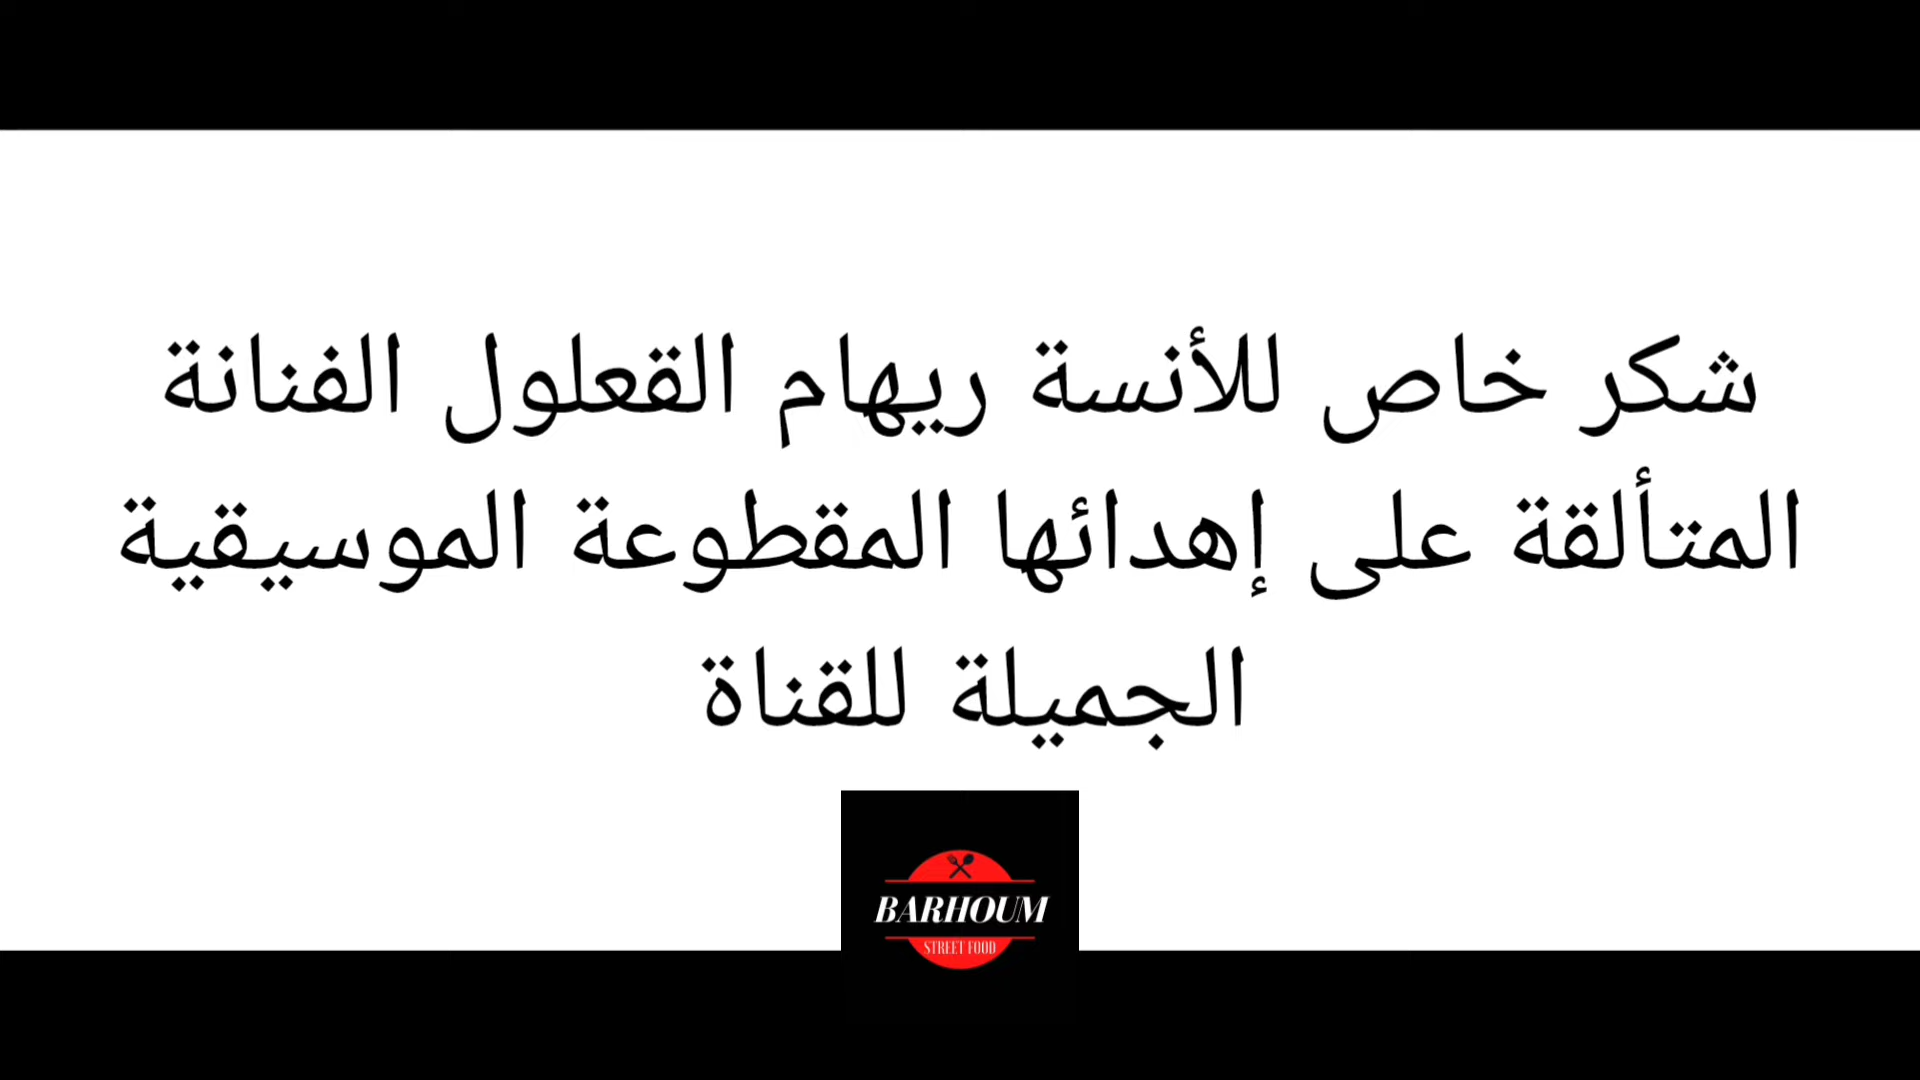 شكر خاص للأنسة ريهام القعلول الفنانة
المتألقة على إهدائها المقطوعة الموسيقية
الجميلة للقناة
BARHOUM
STREET FOOD